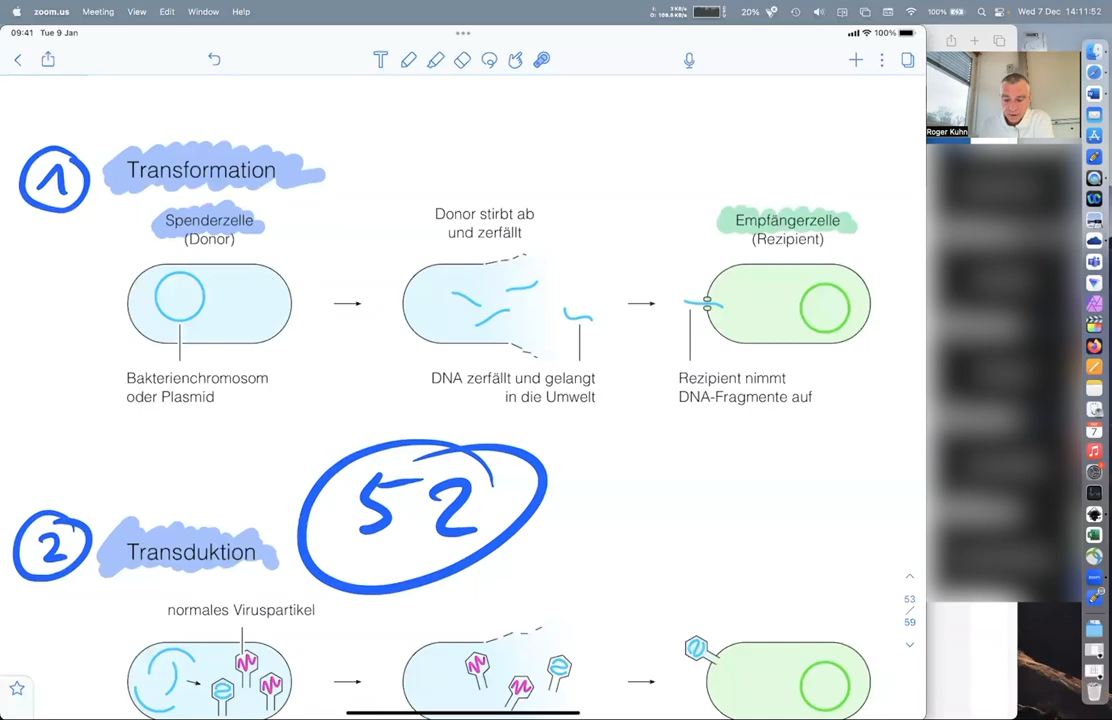 zoom.us Meeting View Edit Window Help
20%
100%
Wed 7 Dec 14:11:52
09:41 Tue 9 Jan
100%
Roger Kuhn
1 Transformation
Spenderzelle
(Donor)
Donor stirbt ab
und zerfällt
Empfängerzelle
(Rezipient)
Bakterienchromosom
oder Plasmid
DNA zerfällt und gelangt
in die Umwelt
Rezipient nimmt
DNA-Fragmente auf
52
2 Transduktion
normales Viruspartikel
53
/
59